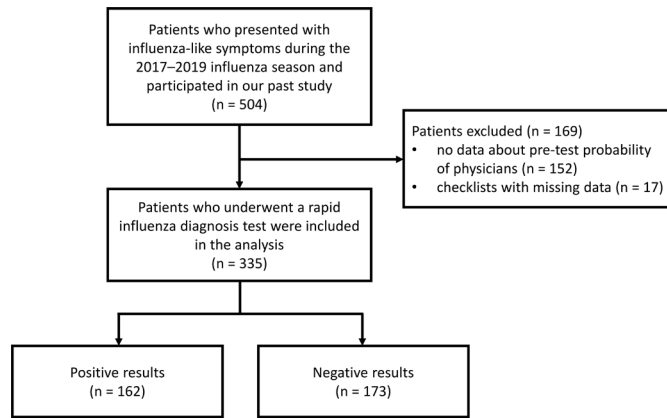 Patients who presented with
influenza-like symptoms during the
2017–2019 influenza season and
participated in our past study
(n = 504)
Patients excluded (n = 169)
• no data about pre-test probability
of physicians (n = 152)
• checklists with missing data (n = 17)
Patients who underwent a rapid
influenza diagnosis test were included
in the analysis
(n = 335)
Positive results
(n = 162)
Negative results
(n = 173)